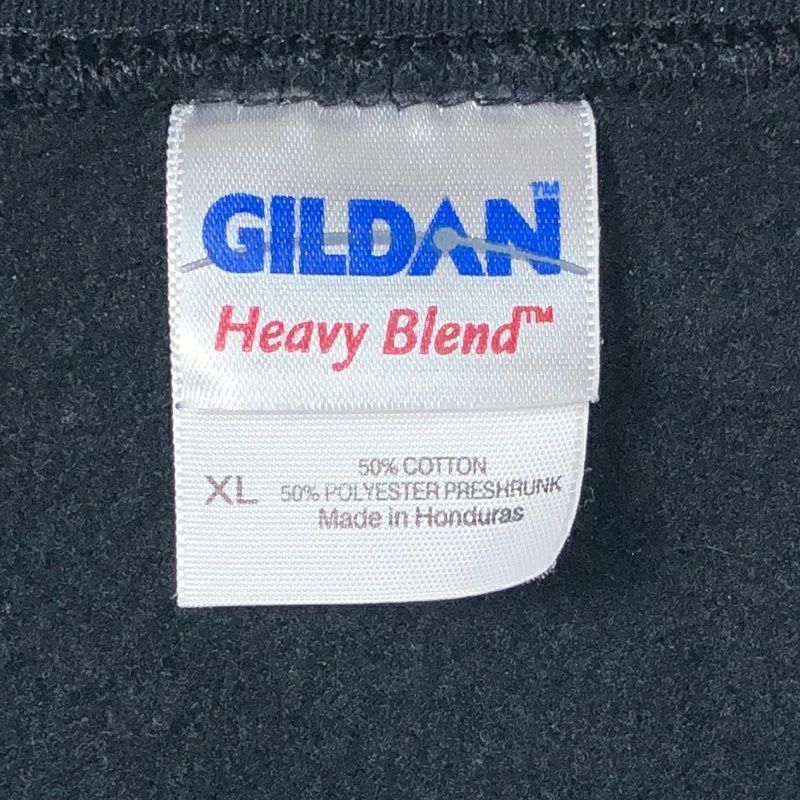 GILDAN™
Heavy Blend™
XL
50% COTTON
50% POLYESTER PRESHRUNK
Made in Honduras